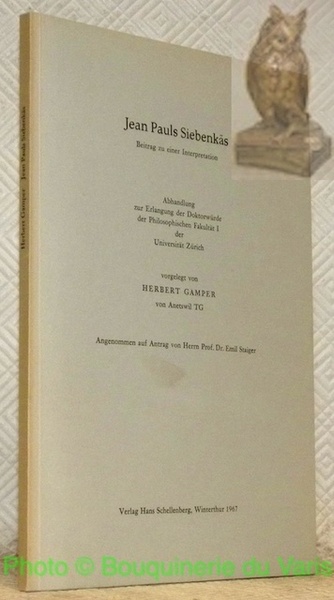 Herbert Gamper Jean Pauls Siebenkäs
Jean Pauls Siebenkäs
Beitrag zu einer Interpretation
Abhandlung
zur Erlangung der Doktorwürde
der Philosophischen Fakultät I
der
Universität Zürich
vorgelegt von
HERBERT GAMPER
von Anetswil TG
Angenommen auf Antrag von Herrn Prof. Dr. Emil Staiger
Verlag Hans Schellenberg, Winterthur 1967
Photo © Bouquinerie du Varis